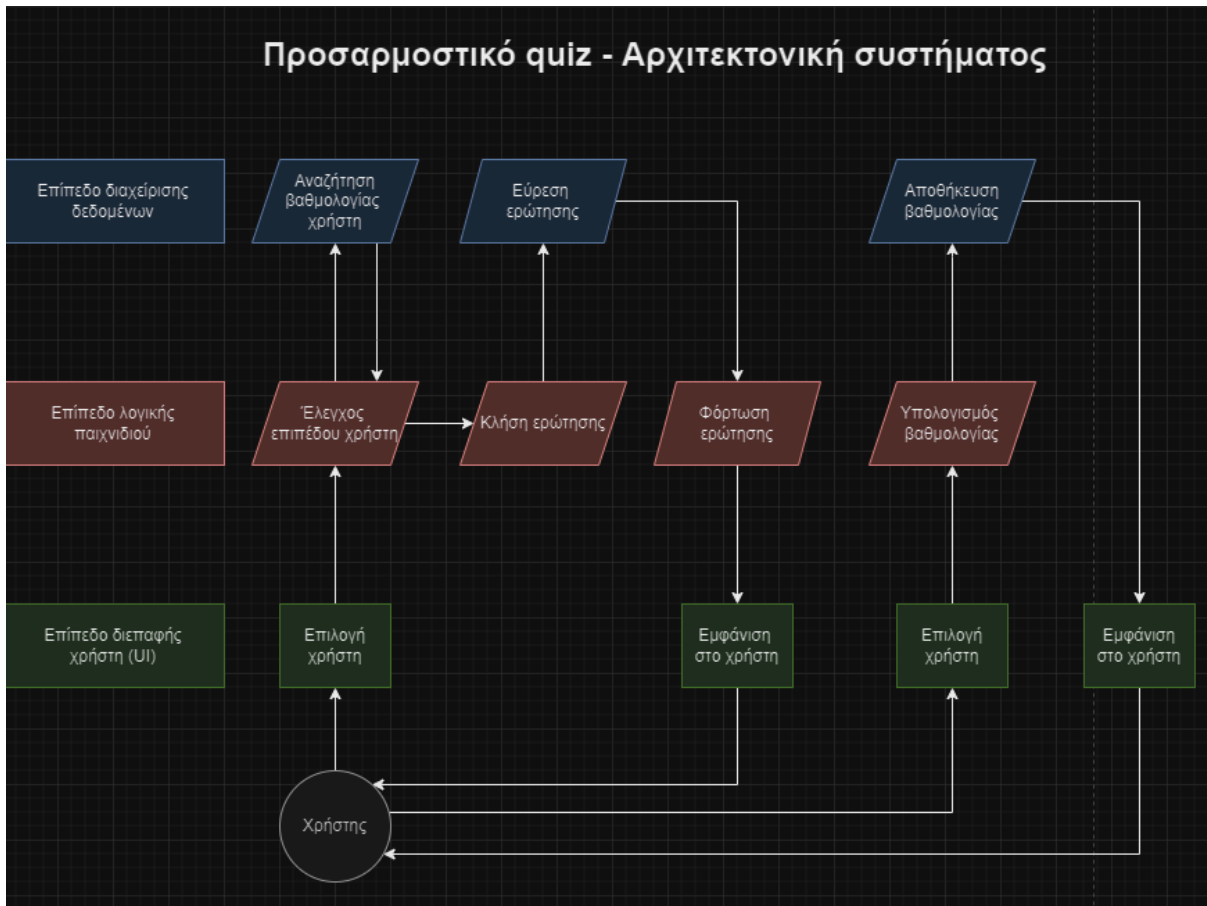 Προσαρμοστικό quiz - Αρχιτεκτονική συστήματος
Επίπεδο διαχείρισης
δεδομένων
Αναζήτηση
βαθμολογίας
χρήστη
Εύρεση
ερώτησης
Αποθήκευση
βαθμολογίας
Επίπεδο λογικής
παιχνιδιού
Έλεγχος
επιπέδου χρήστη
Κλήση ερώτησης
Φόρτωση
ερώτησης
Υπολογισμός
βαθμολογίας
Επίπεδο διεπαφής
χρήστη (UI)
Επιλογή
χρήστη
Εμφάνιση
στο χρήστη
Επιλογή
χρήστη
Εμφάνιση
στο χρήστη
Χρήστης